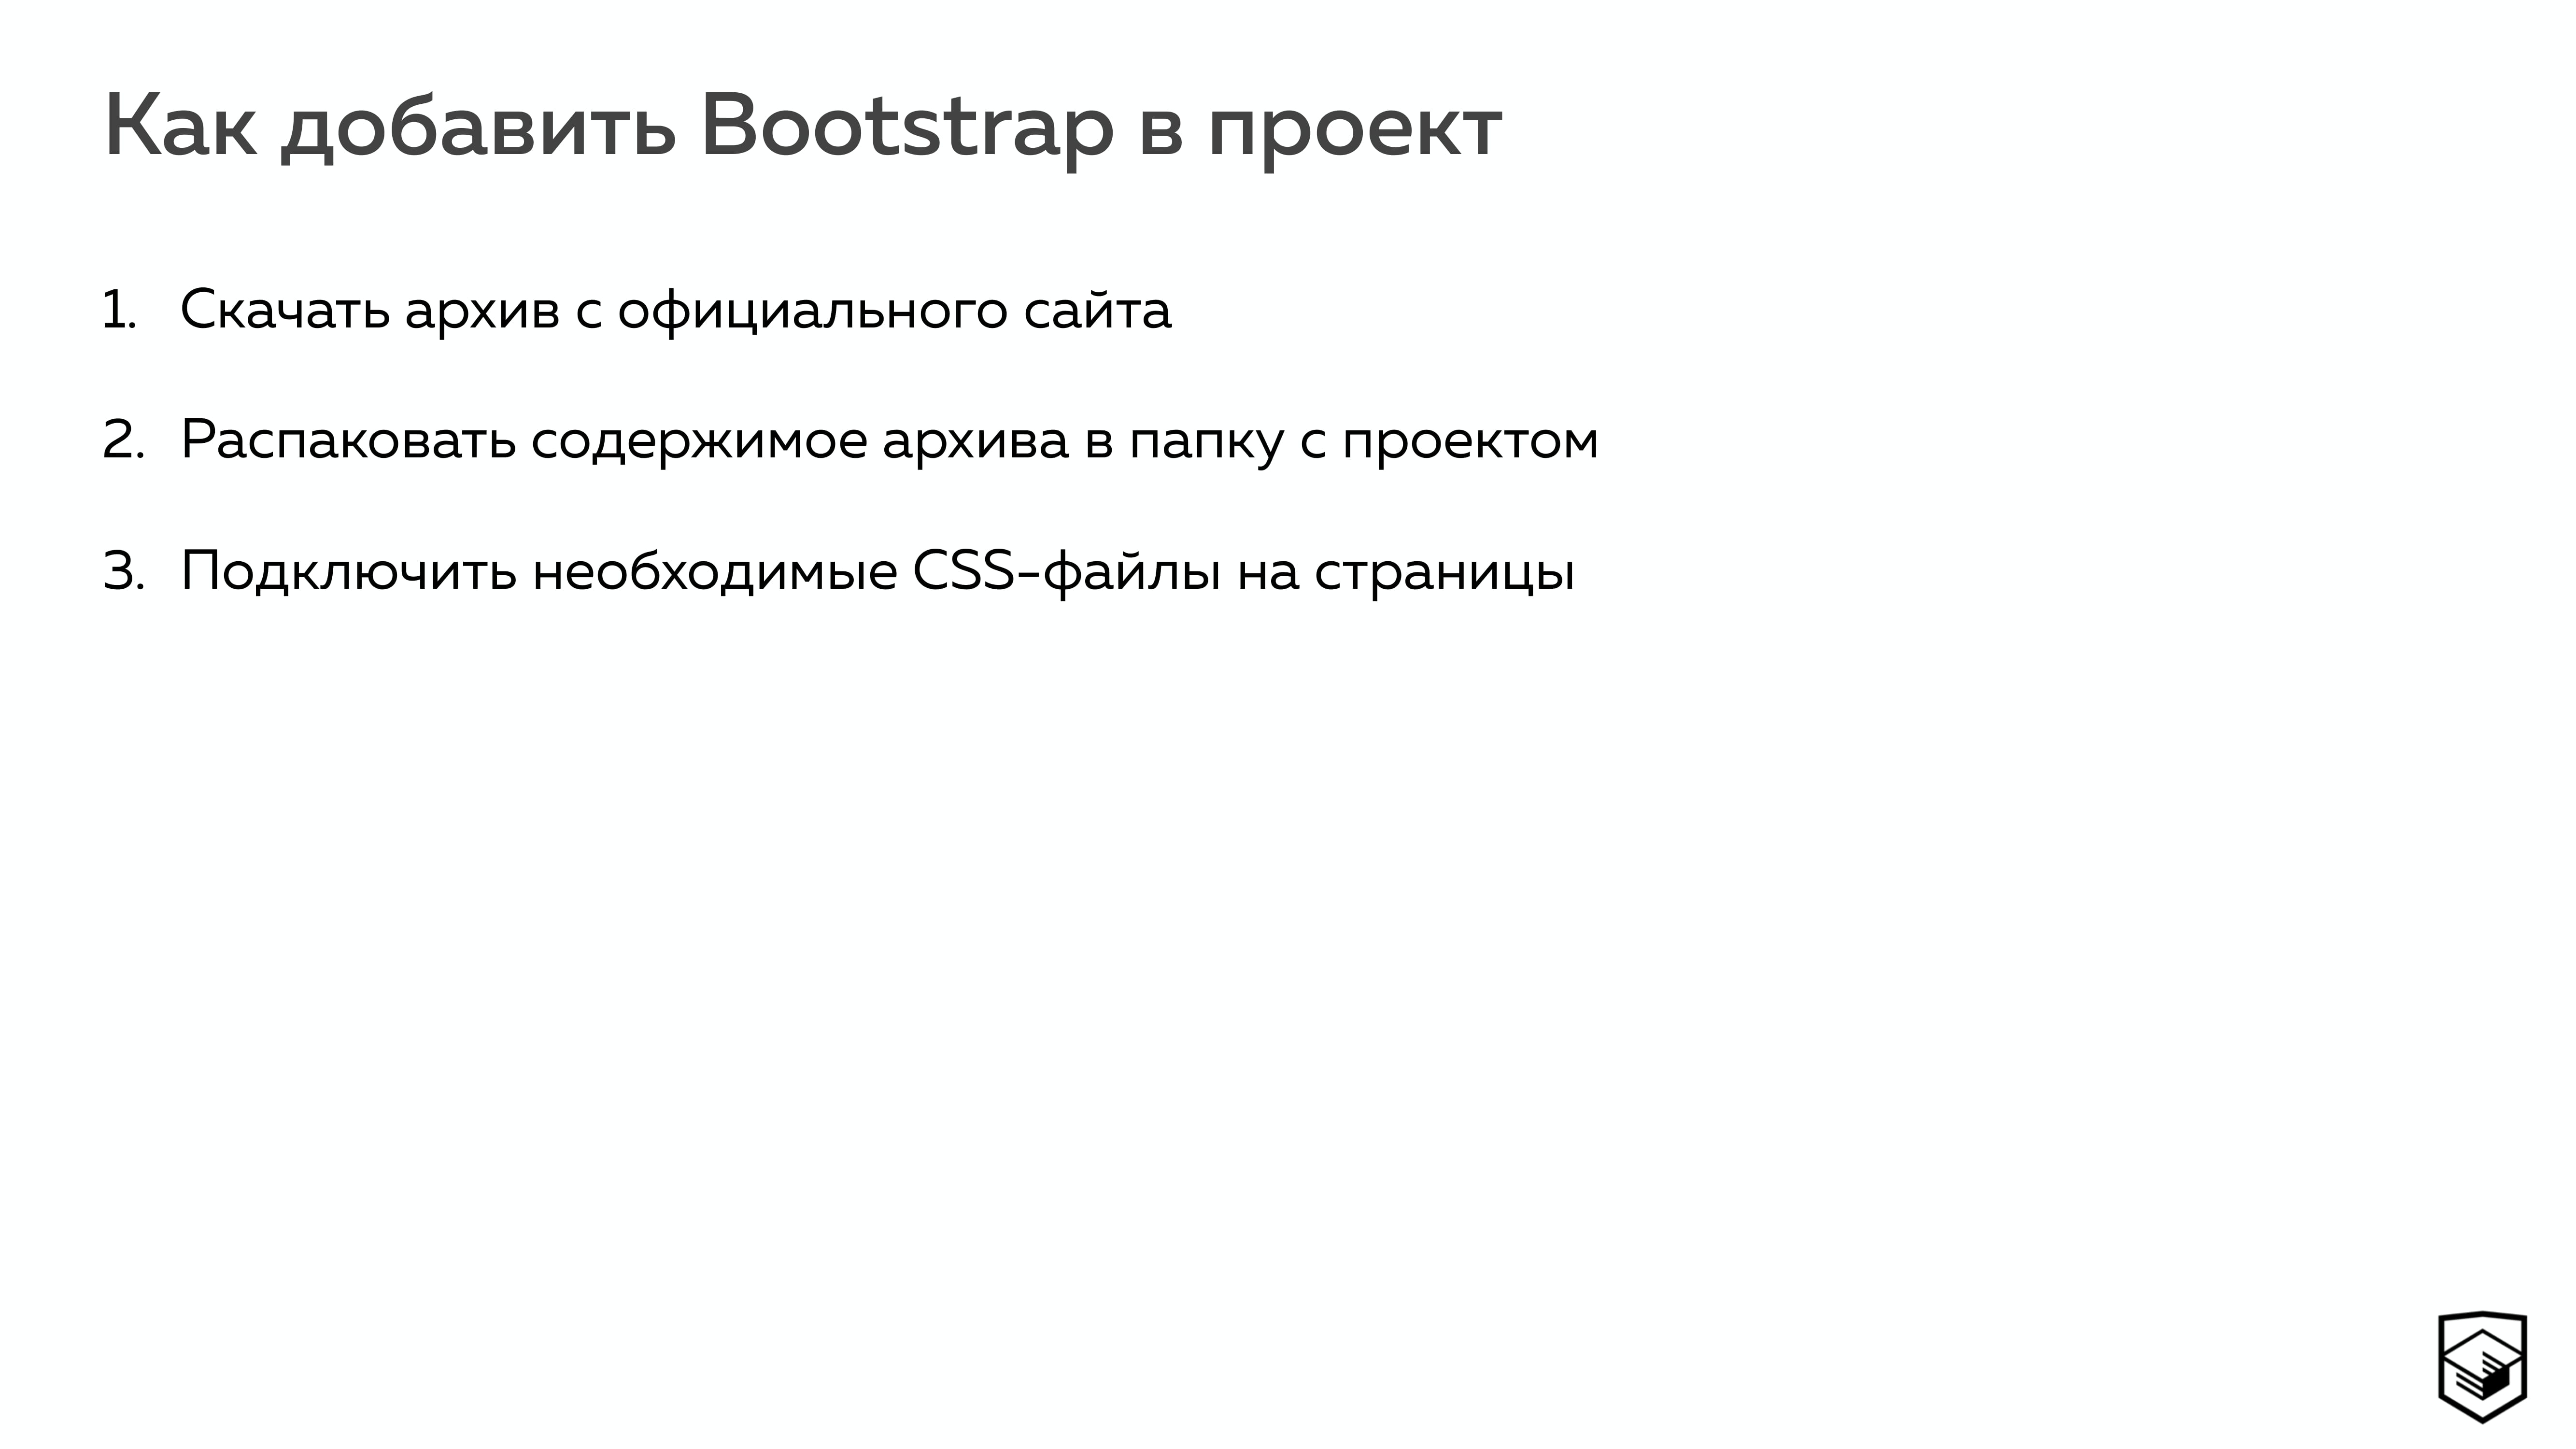 Как добавить Bootstrap в проект
1. Скачать архив с официального сайта
2. Распаковать содержимое архива в папку с проектом
3. Подключить необходимые CSS-файлы на страницы